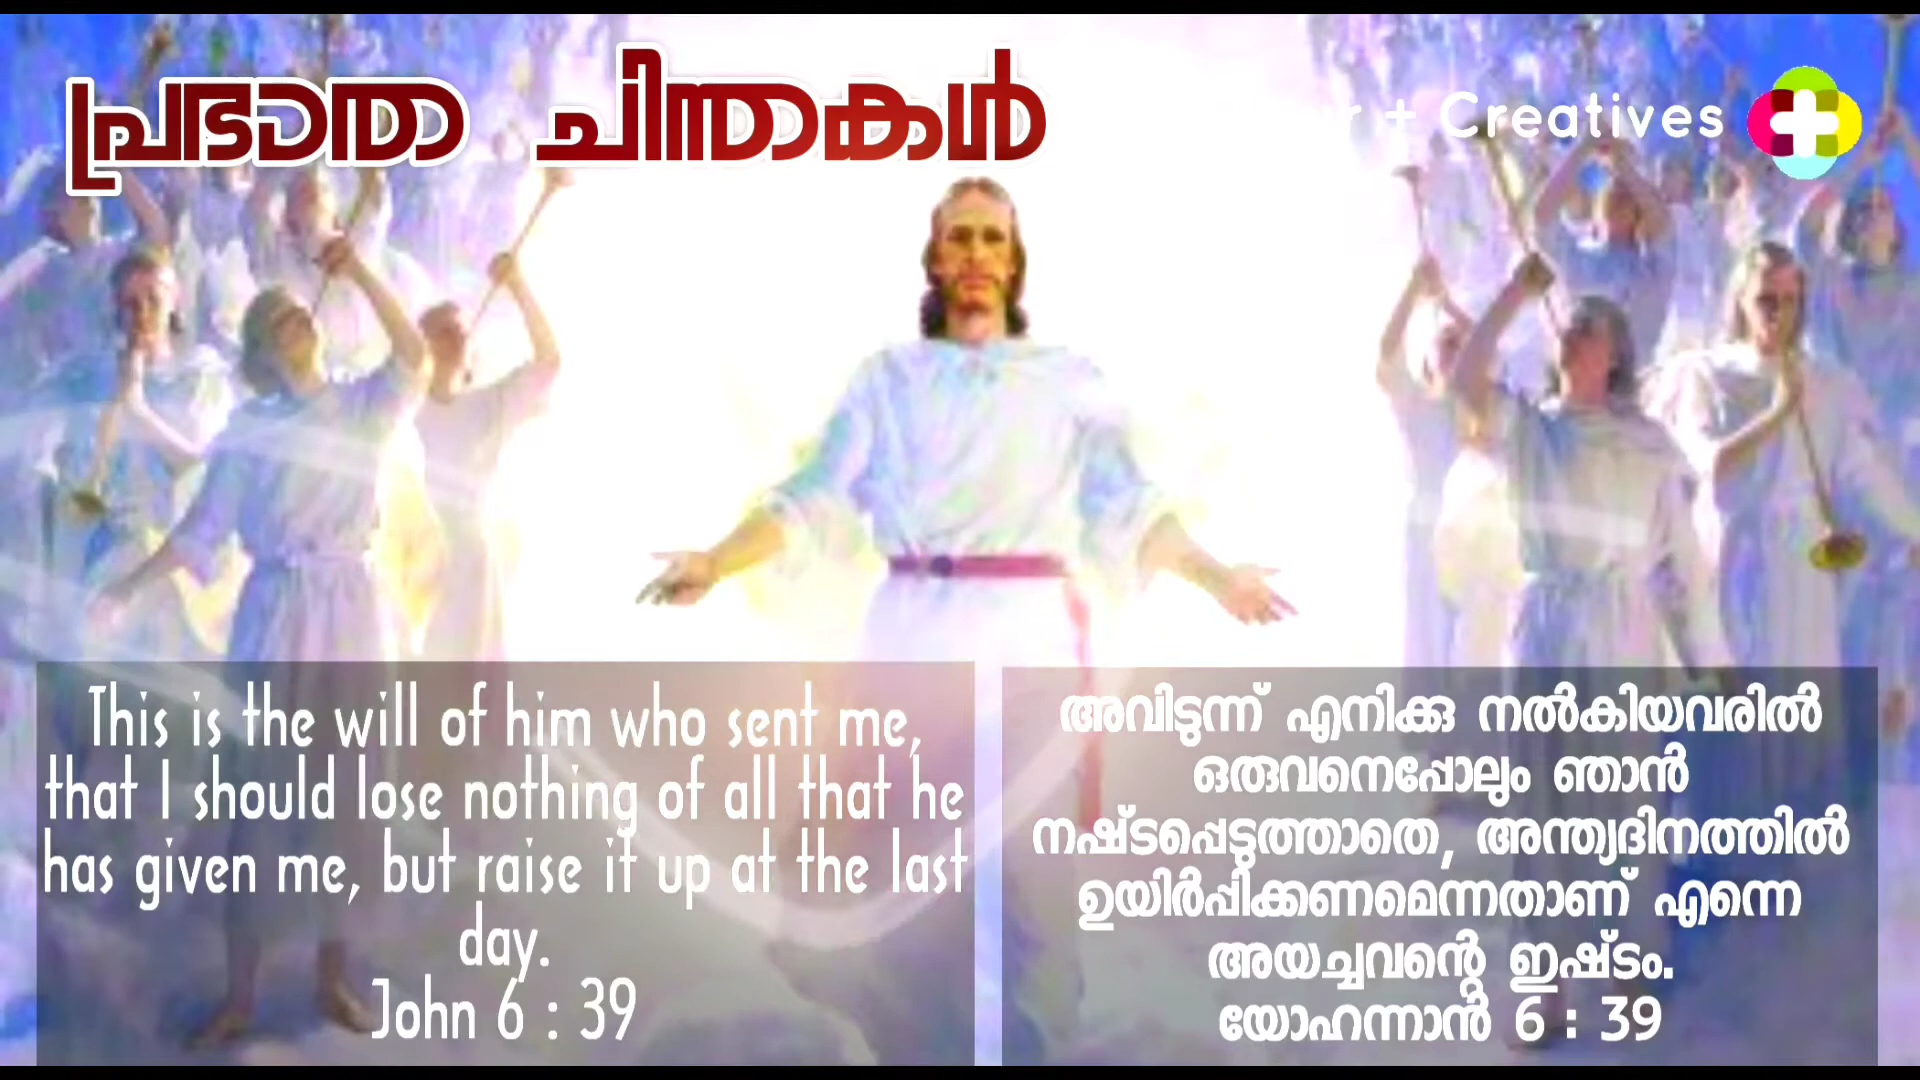 പ്രഭാത ചിന്തകൾ
+ Creatives
This is the will of him who sent me,
that I should lose nothing of all that he
has given me, but raise it up at the last
day.
John 6 : 39
അവിടുന്ന് എനിക്കു നൽകിയവരിൽ
ഒരുവനെപ്പോലും ഞാൻ
നഷ്ടപ്പെടുത്താതെ, അന്ത്യദിനത്തിൽ
ഉയിർപ്പിക്കണമെന്നതാണ് എന്നെ
അയച്ചവന്റെ ഇഷ്ടം.
യോഹന്നാൻ 6 : 39